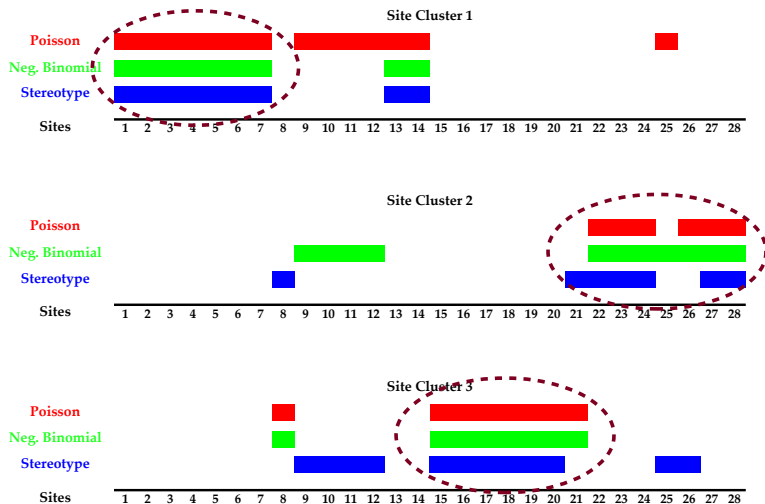 Site Cluster 1
Poisson
Neg. Binomial
Stereotype
Sites 1 2 3 4 5 6 7 8 9 10 11 12 13 14 15 16 17 18 19 20 21 22 23 24 25 26 27 28
Site Cluster 2
Poisson
Neg. Binomial
Stereotype
Sites 1 2 3 4 5 6 7 8 9 10 11 12 13 14 15 16 17 18 19 20 21 22 23 24 25 26 27 28
Site Cluster 3
Poisson
Neg. Binomial
Stereotype
Sites 1 2 3 4 5 6 7 8 9 10 11 12 13 14 15 16 17 18 19 20 21 22 23 24 25 26 27 28